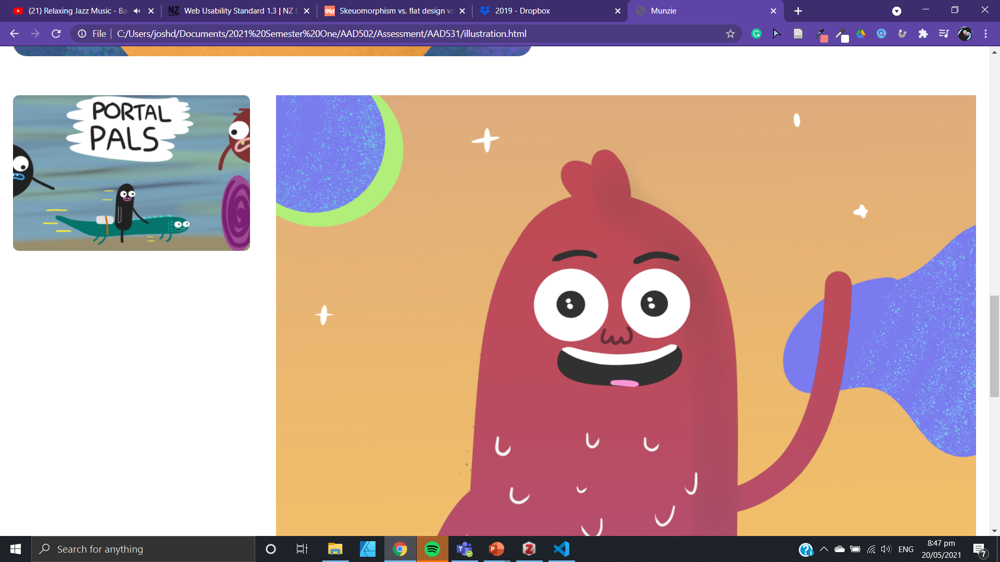 (21) Relaxing Jazz Music - Ba
NZ Web Usability Standard 1.3 | NZ
99d Skeuomorphism vs. flat design vs
2019 - Dropbox
Munzie
File C:/Users/joshd/Documents/2021%20Semester%20One/AAD502/Assessment/AAD531/illustration.html
PORTAL
PALS
Search for anything
ENG
8:47 pm
20/05/2021
7